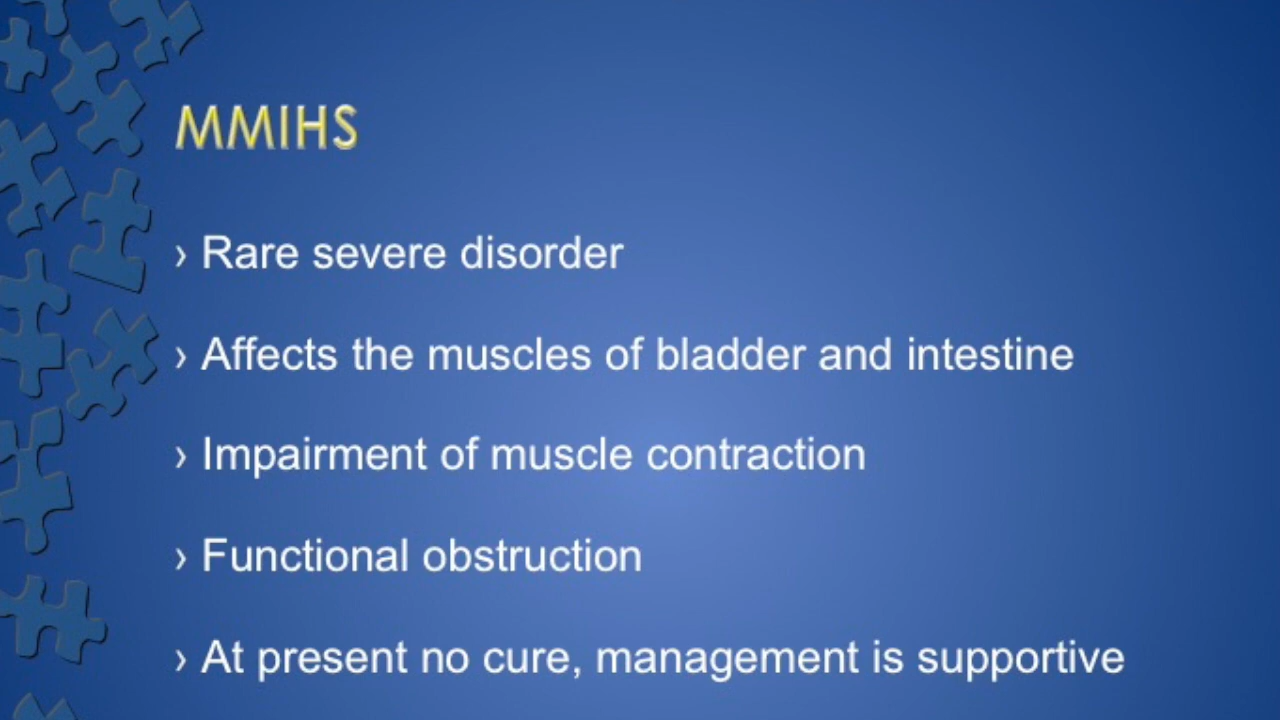 MMIHS
› Rare severe disorder
› Affects the muscles of bladder and intestine
› Impairment of muscle contraction
› Functional obstruction
› At present no cure, management is supportive